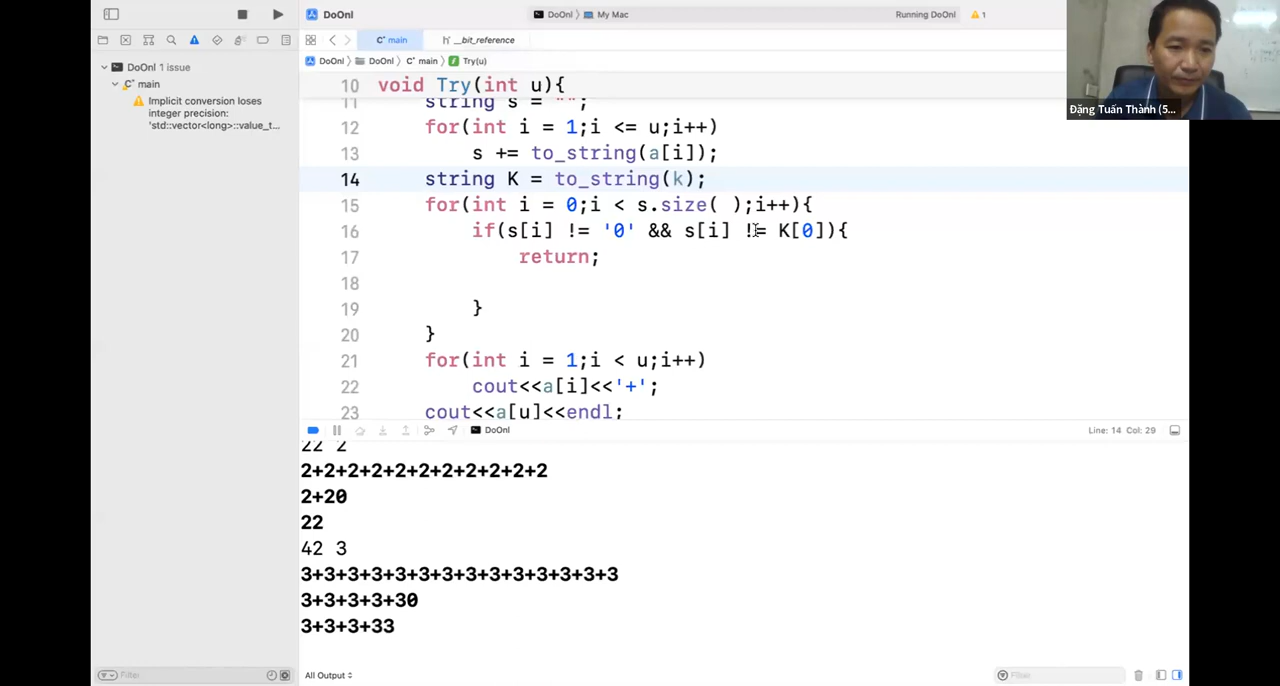 DoOnl
DoOnl 〉 My Mac
Running DoOnl
1
main
__bit_reference
DoOnl 〉 DoOnl 〉 main 〉 Try(u)
DoOnl 1 issue
main
Implicit conversion loses
integer precision:
'std::vector<long>::value_t...
Đặng Tuấn Thành (5...
10 void Try(int u){
11 string s = "";
12 for(int i = 1;i <= u;i++)
13 s += to_string(a[i]);
14 string K = to_string(k);
15 for(int i = 0;i < s.size( );i++){
16 if(s[i] != '0' && s[i] != K[0]){
17 return;
18
19 }
20 }
21 for(int i = 1;i < u;i++)
22 cout<<a[i]<<'+';
23 cout<<a[u]<<endl;
DoOnl
Line: 14 Col: 29
22 2
2+2+2+2+2+2+2+2+2+2+2
2+20
22
42 3
3+3+3+3+3+3+3+3+3+3+3+3+3+3
3+3+3+3+30
3+3+3+33
Filter
All Output
Filter